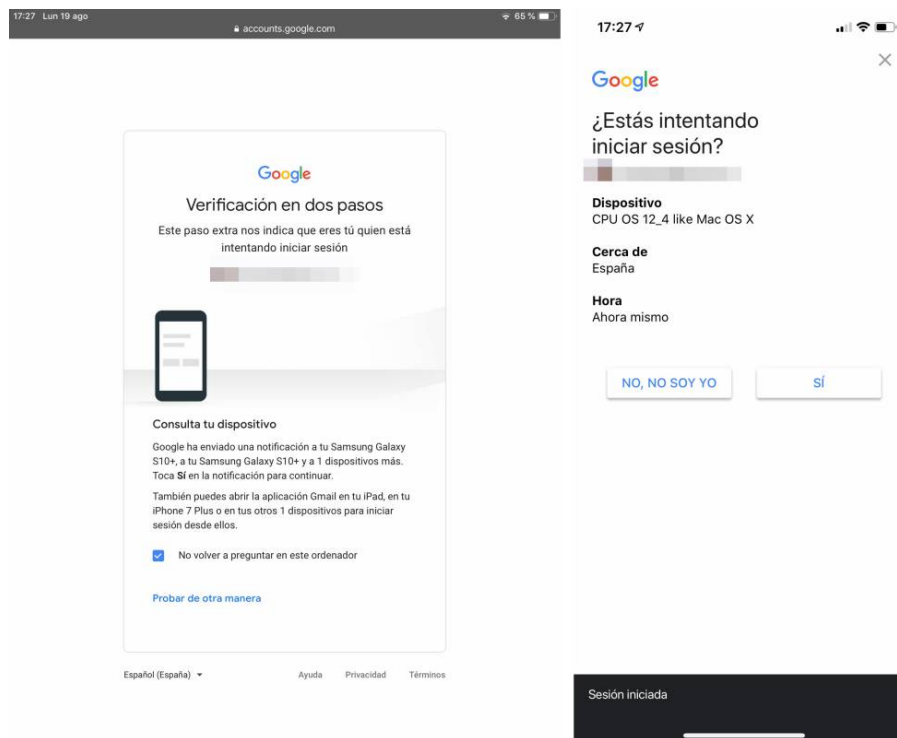 17:27 Lun 19 ago
65 %
accounts.google.com
Google
Verificación en dos pasos
Este paso extra nos indica que eres tú quien está
intentando iniciar sesión
Consulta tu dispositivo
Google ha enviado una notificación a tu Samsung Galaxy
S10+, a tu Samsung Galaxy S10+ y a 1 dispositivos más.
Toca Sí en la notificación para continuar.
También puedes abrir la aplicación Gmail en tu iPad, en tu
iPhone 7 Plus o en tus otros 1 dispositivos para iniciar
sesión desde ellos.
No volver a preguntar en este ordenador
Probar de otra manera
Español (España)
Ayuda Privacidad Términos
17:27
Google
¿Estás intentando
iniciar sesión?
Dispositivo
CPU OS 12_4 like Mac OS X
Cerca de
España
Hora
Ahora mismo
NO, NO SOY YO
SÍ
Sesión iniciada